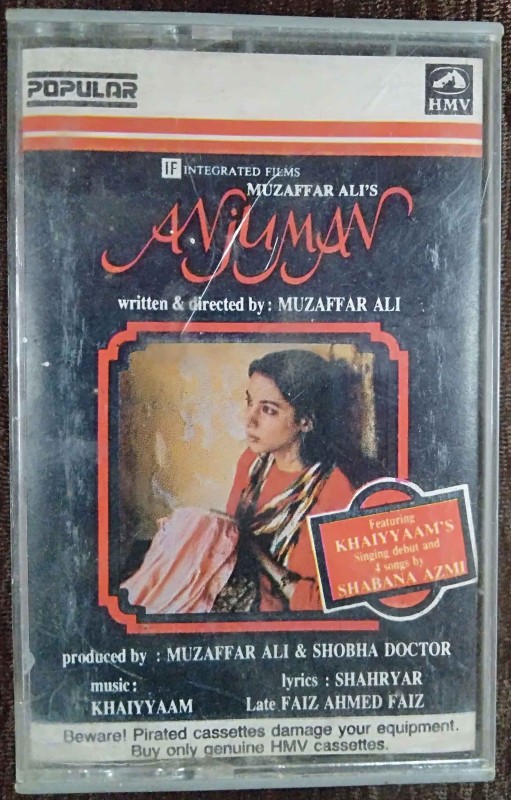 POPULAR
HMV
IF INTEGRATED FILMS
MUZAFFAR ALI'S
ANJUMAN
written & directed by: MUZAFFAR ALI
Featuring
KHAIYYAAM'S
Singing debut and
4 songs by
SHABANA AZMI
produced by : MUZAFFAR ALI & SHOBHA DOCTOR
music:
KHAIYYAAM
lyrics : SHAHRYAR
Late FAIZ AHMED FAIZ
Beware! Pirated cassettes damage your equipment.
Buy only genuine HMV cassettes.